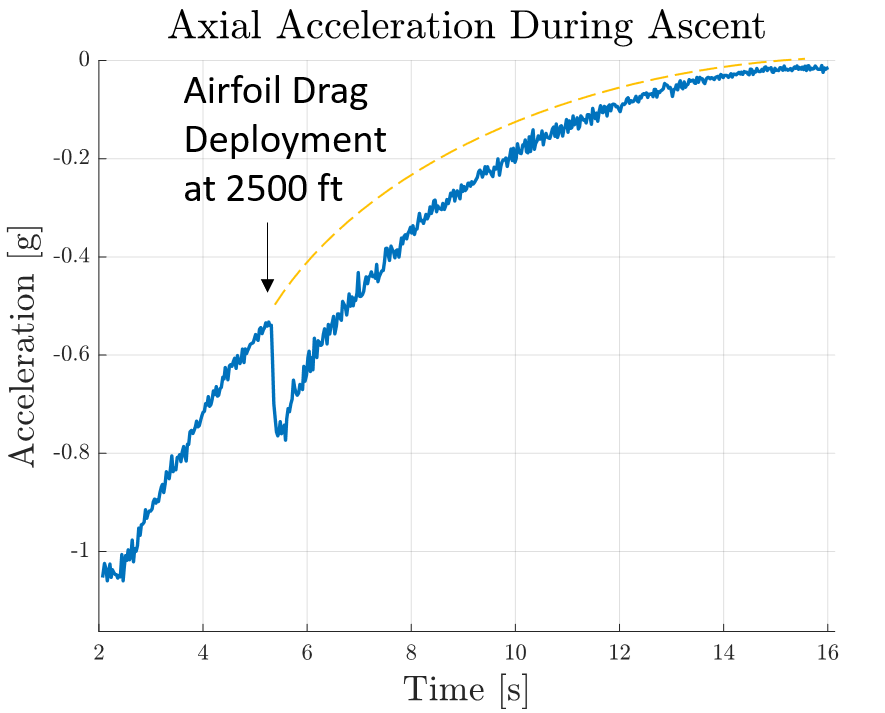 Axial Acceleration During Ascent
Airfoil Drag
Deployment
at 2500 ft
Acceleration [g]
0
-0.2
-0.4
-0.6
-0.8
-1
2 4 6 8 10 12 14 16
Time [s]